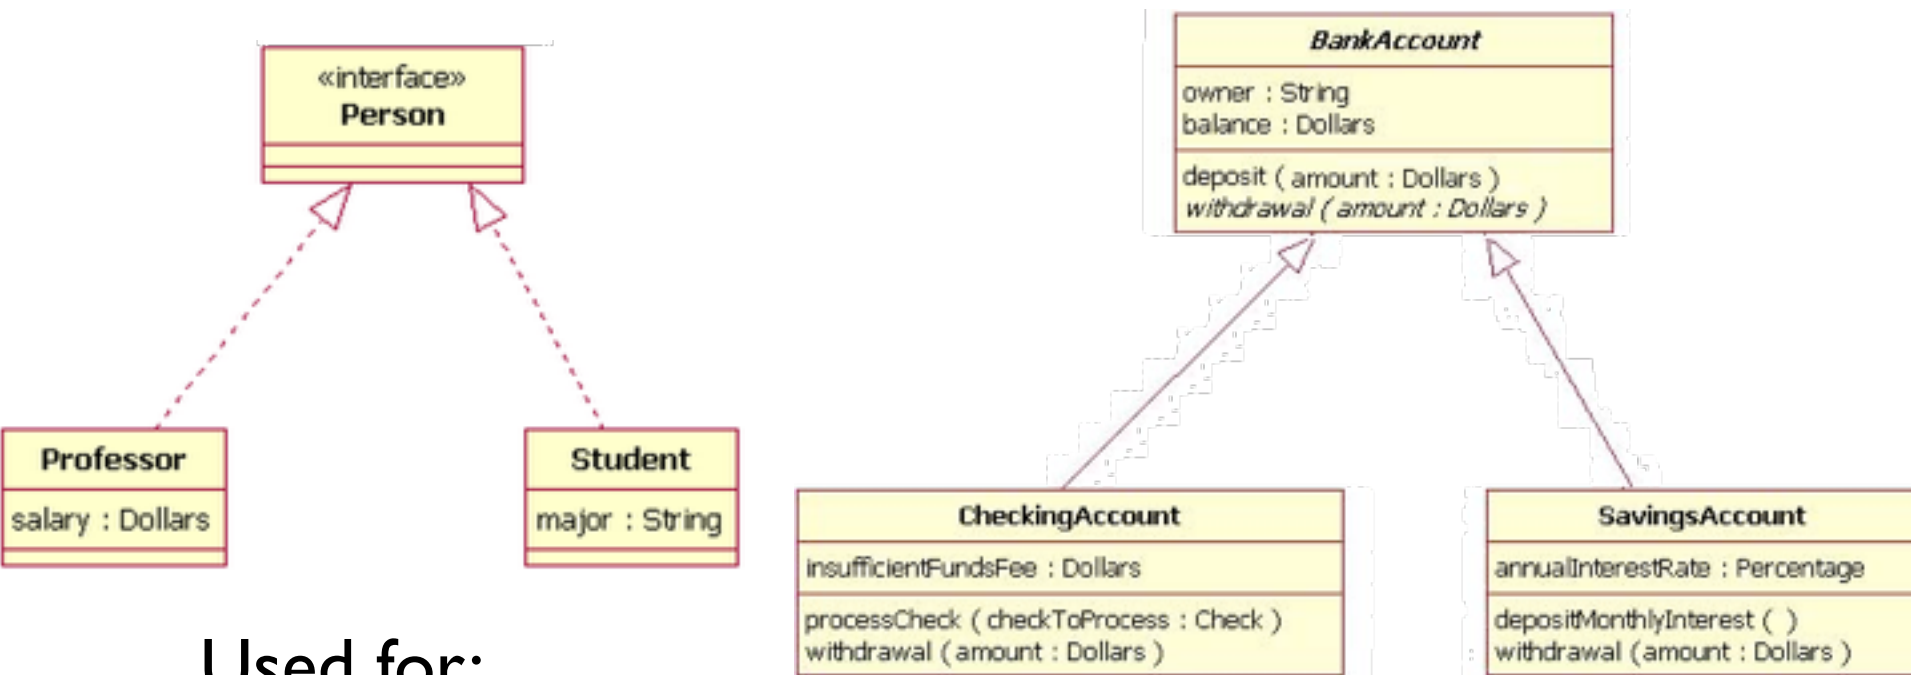 «interface»
Person
Professor
salary : Dollars
Student
major : String
BankAccount
owner : String
balance : Dollars
deposit ( amount : Dollars )
withdrawal ( amount : Dollars )
CheckingAccount
insufficientFundsFee : Dollars
processCheck ( checkToProcess : Check )
withdrawal ( amount : Dollars )
SavingsAccount
annualInterestRate : Percentage
depositMonthlyInterest ( )
withdrawal ( amount : Dollars )
Used for: